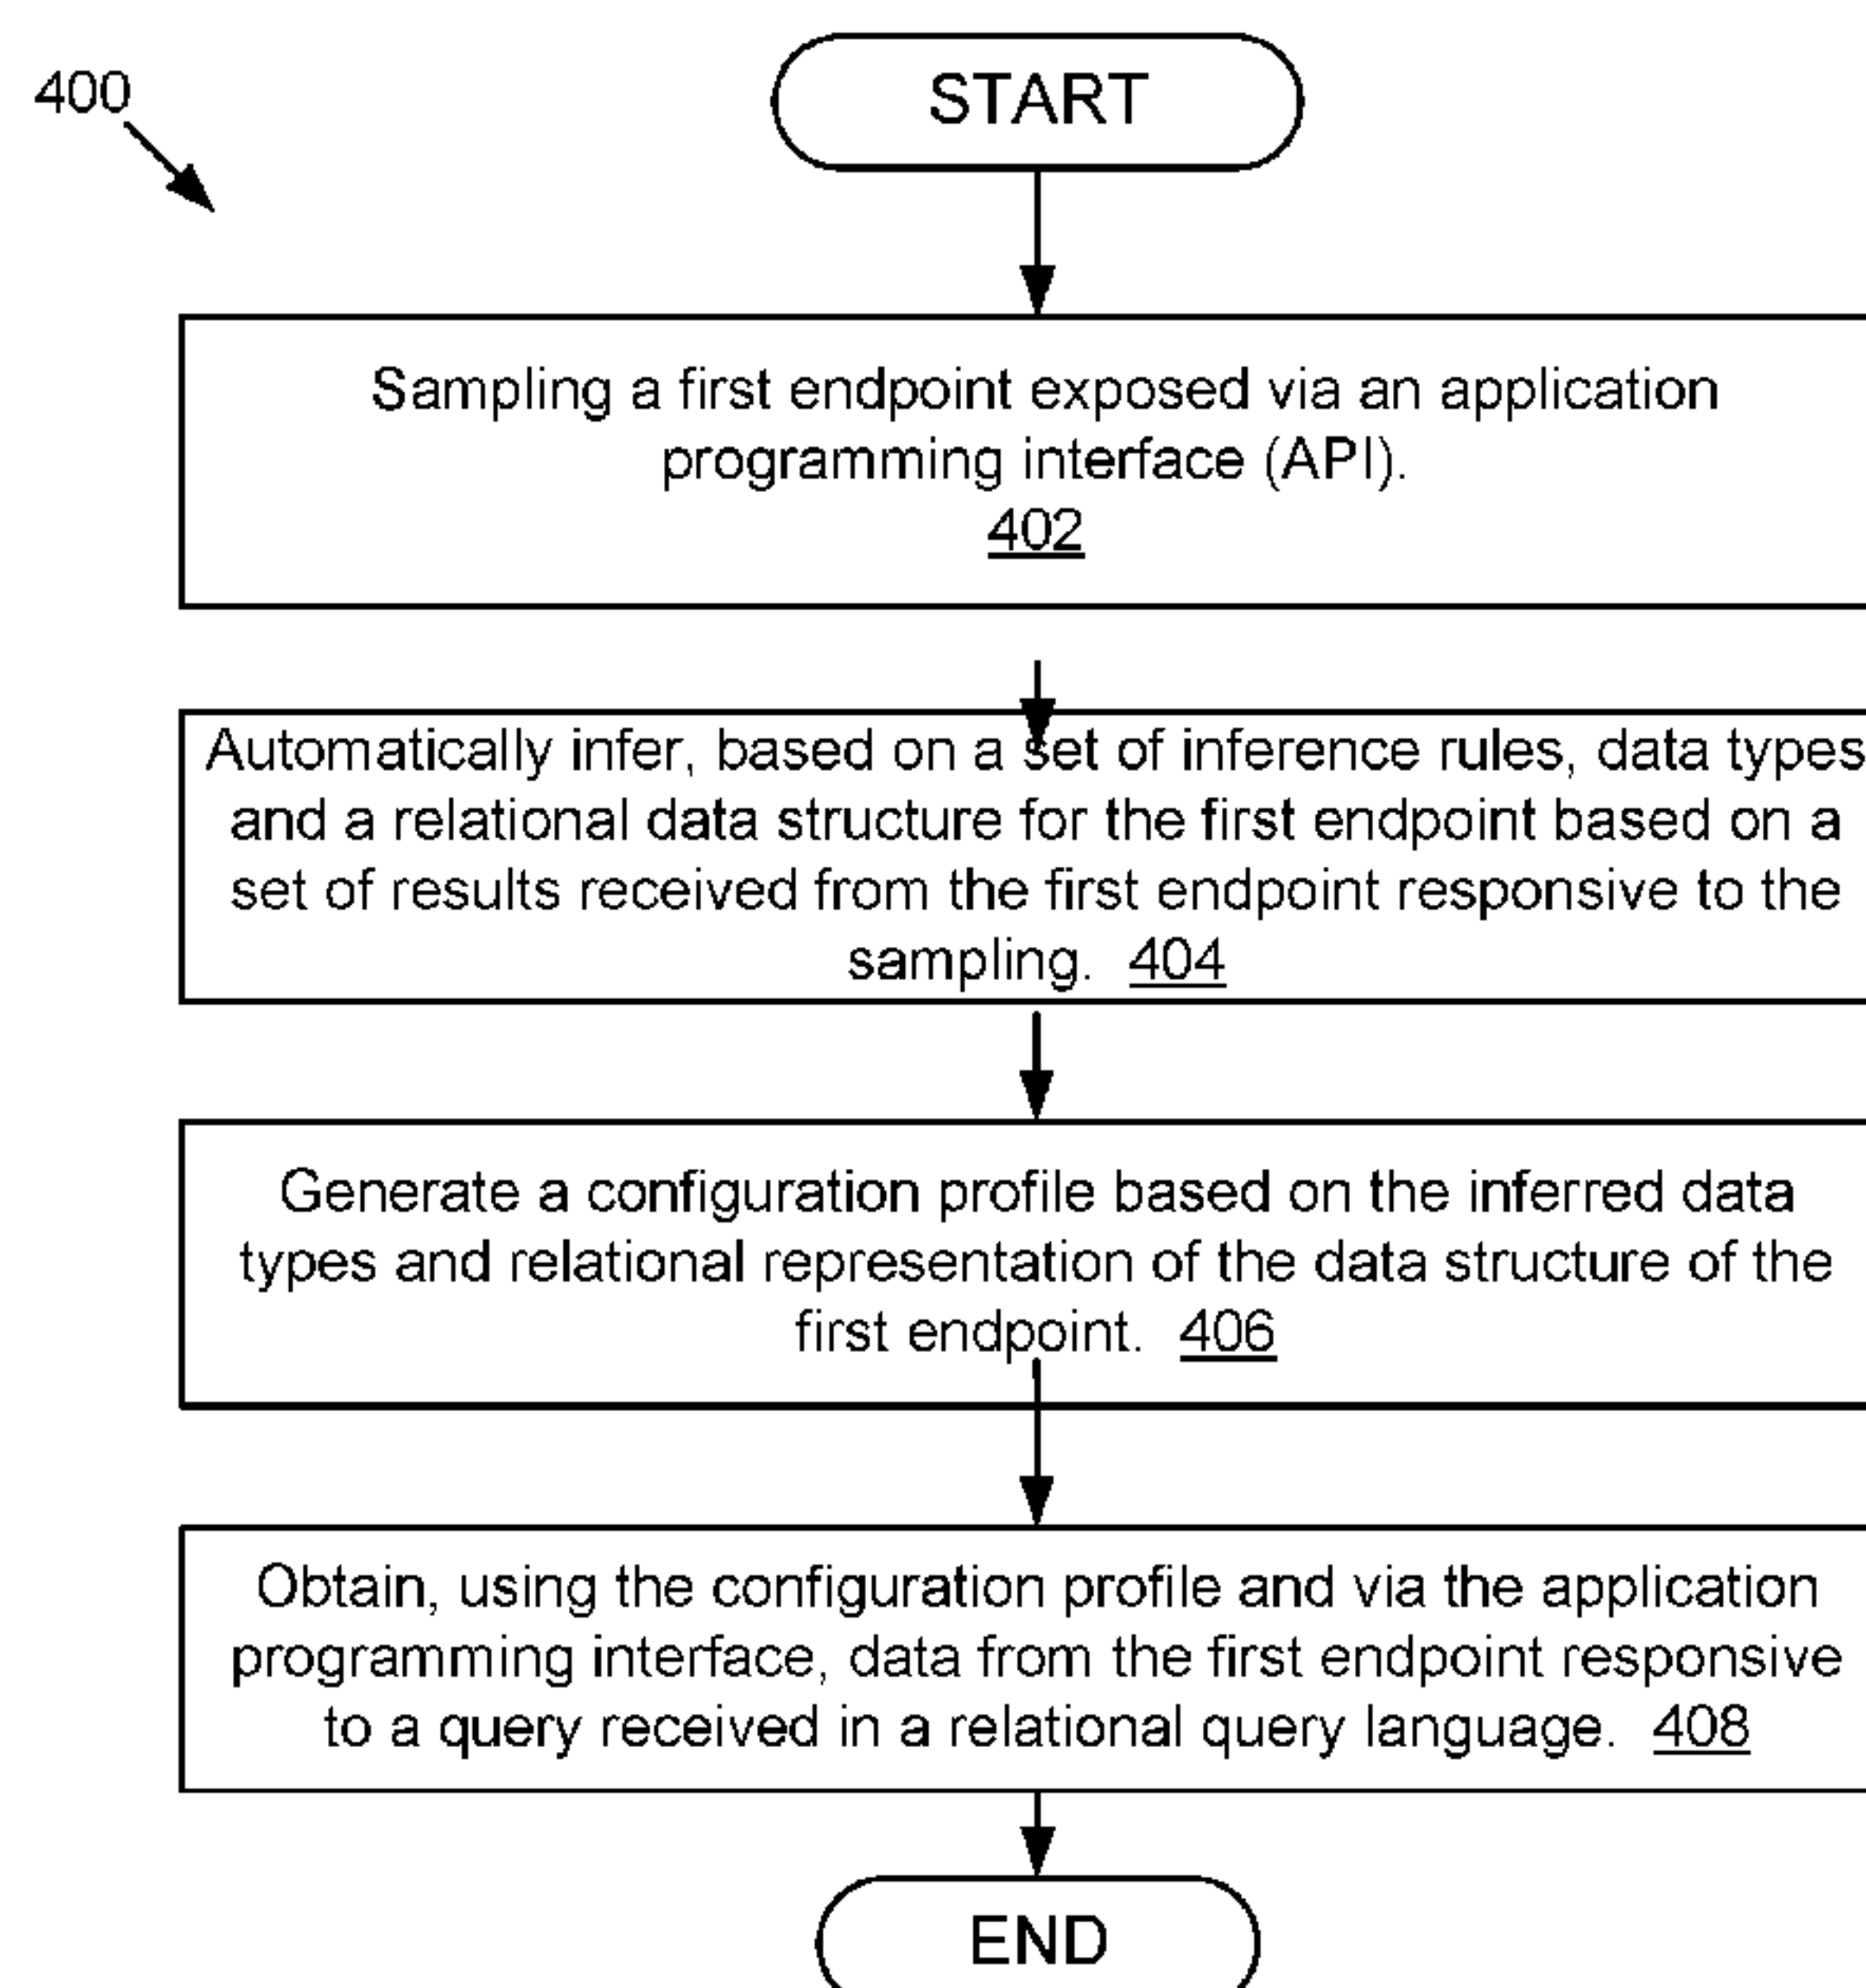 400
START
Sampling a first endpoint exposed via an application
programming interface (API).
402
Automatically infer, based on a set of inference rules, data types
and a relational data structure for the first endpoint based on a
set of results received from the first endpoint responsive to the
sampling. 404
Generate a configuration profile based on the inferred data
types and relational representation of the data structure of the
first endpoint. 406
Obtain, using the configuration profile and via the application
programming interface, data from the first endpoint responsive
to a query received in a relational query language. 408
END